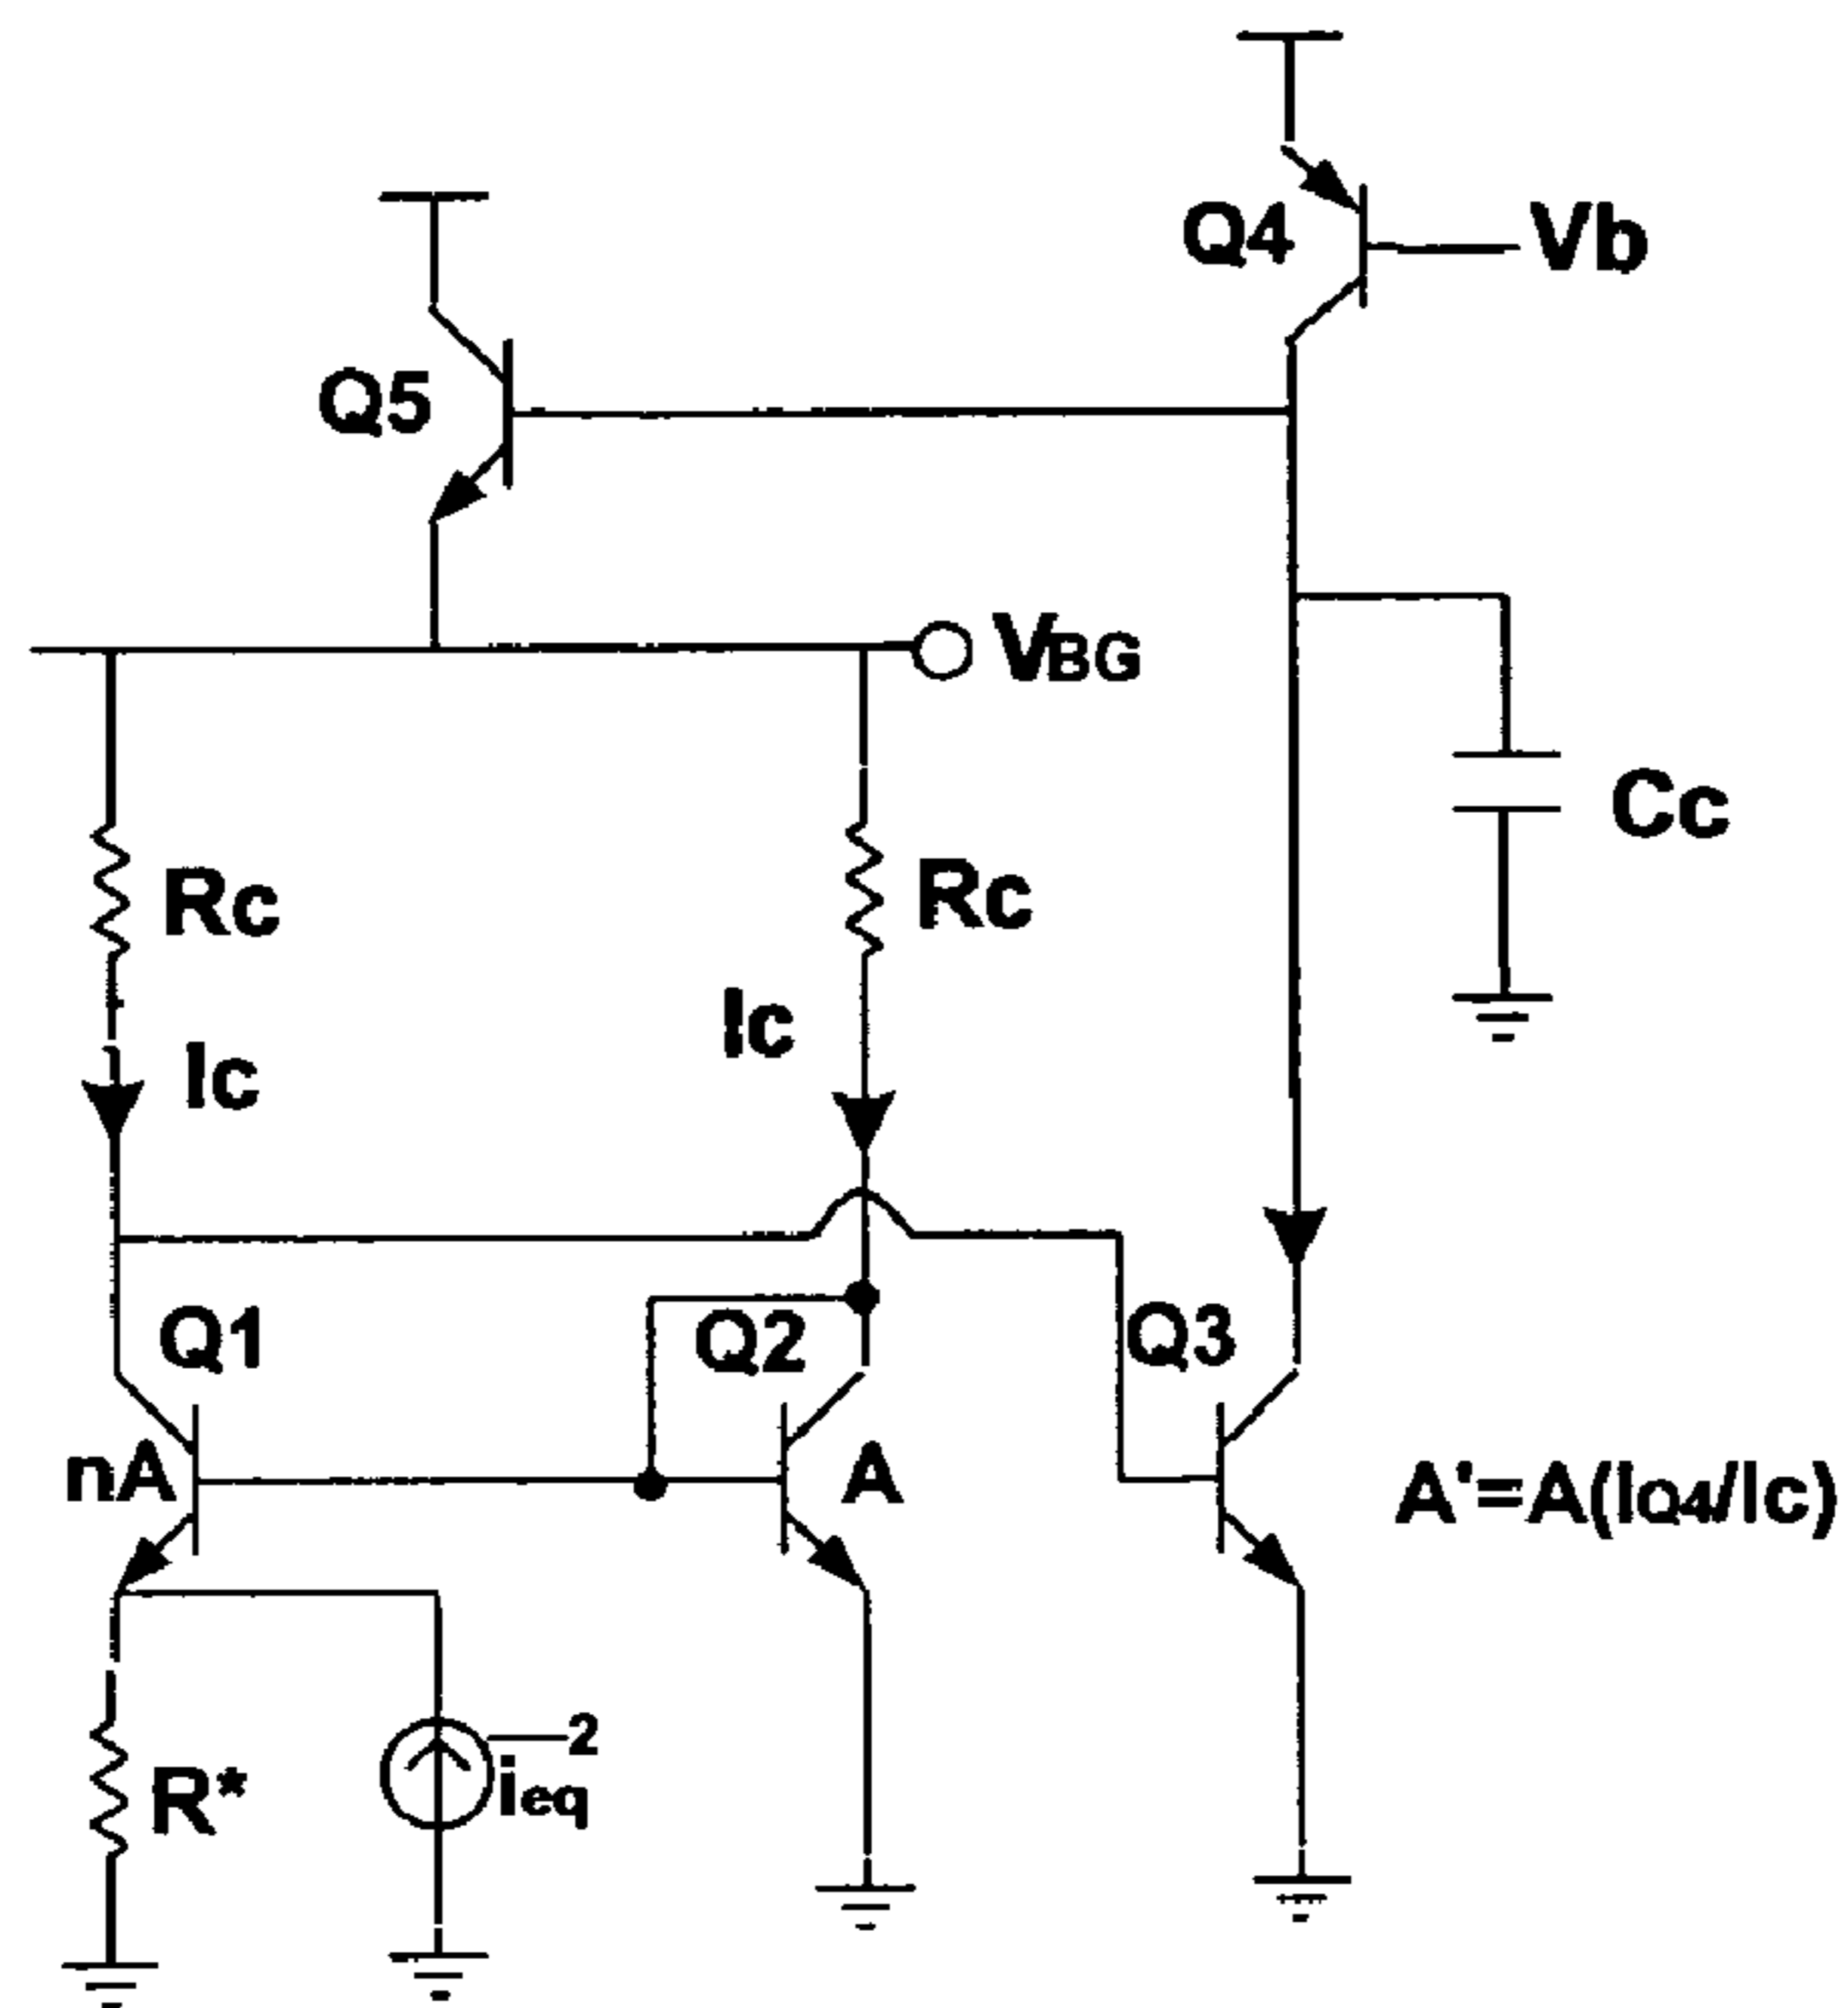 Q4
Vb
Q5
VBG
Rc
Rc
Cc
Ic
Ic
Q1
Q2
Q3
nA
A
A'=A(IQ4/Ic)
R*
ieq
2